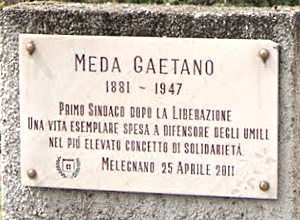 MEDA GAETANO
1881 ~ 1947
PRIMO SINDACO DOPO LA LIBERAZIONE
UNA VITA ESEMPLARE SPESA A DIFENSORE DEGLI UMILI
NEL PIÙ ELEVATO CONCETTO DI SOLIDARIETÀ
MELEGNANO 25 APRILE 2011